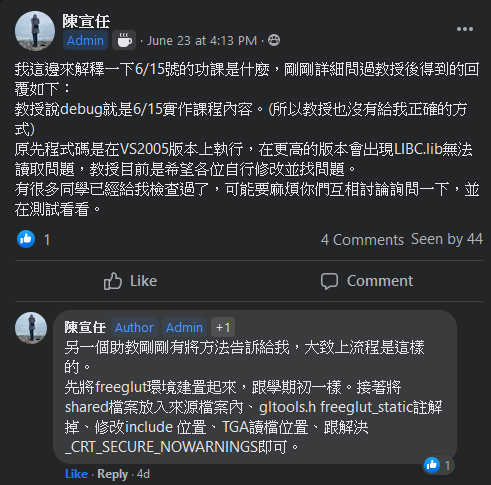 陳宣任
Admin · June 23 at 4:13 PM ·
我這邊來解釋一下6/15號的功課是什麼，剛剛詳細問過教授後得到的回
覆如下：
教授說debug就是6/15實作課程內容。(所以教授也沒有給我正確的方
式)
原先程式碼是在VS2005版本上執行，在更高的版本會出現LIBC.lib無法
讀取問題，教授目前是希望各位自行修改並找問題。
有很多同學已經給我檢查過了，可能要麻煩你們互相討論詢問一下，並
在測試看看。
1
4 Comments Seen by 44
Like Comment
陳宣任 Author Admin +1
另一個助教剛剛有將方法告訴給我，大致上流程是這樣
的。
先將freeglut環境建置起來，跟學期初一樣。接著將
shared檔案放入來源檔案內、gltools.h freeglut_static註解
掉、修改include 位置、TGA讀檔位置、跟解決
_CRT_SECURE_NOWARNINGS即可。
1
Like · Reply · 4d